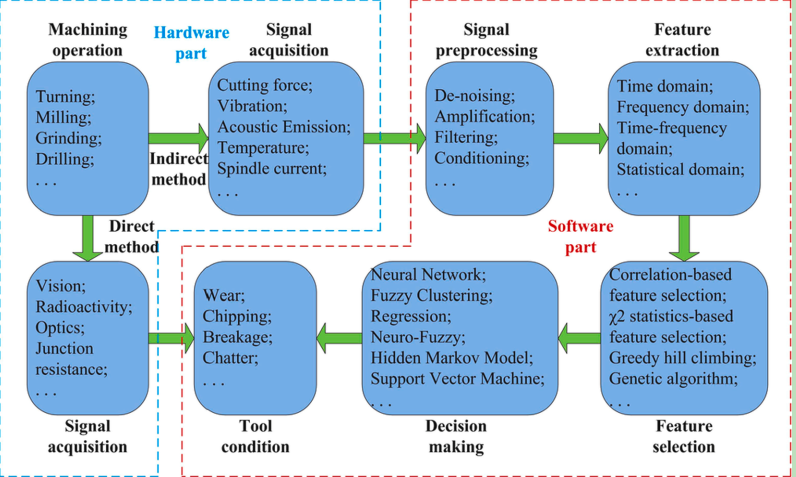 Machining
operation
Hardware
part
Signal
acquisition
Signal
preprocessing
Feature
extraction
Turning;
Milling;
Grinding;
Drilling;
. . .
Indirect
method
Cutting force;
Vibration;
Acoustic Emission;
Temperature;
Spindle current;
. . .
De-noising;
Amplification;
Filtering;
Conditioning;
. . .
Time domain;
Frequency domain;
Time-frequency
domain;
Statistical domain;
. . .
Direct
method
Software
part
Vision;
Radioactivity;
Optics;
Junction
resistance;
. . .
Signal
acquisition
Wear;
Chipping;
Breakage;
Chatter;
. . .
Tool
condition
Neural Network;
Fuzzy Clustering;
Regression;
Neuro-Fuzzy;
Hidden Markov Model;
Support Vector Machine;
. . .
Decision
making
Correlation-based
feature selection;
χ2 statistics-based
feature selection;
Greedy hill climbing;
Genetic algorithm;
. . .
Feature
selection